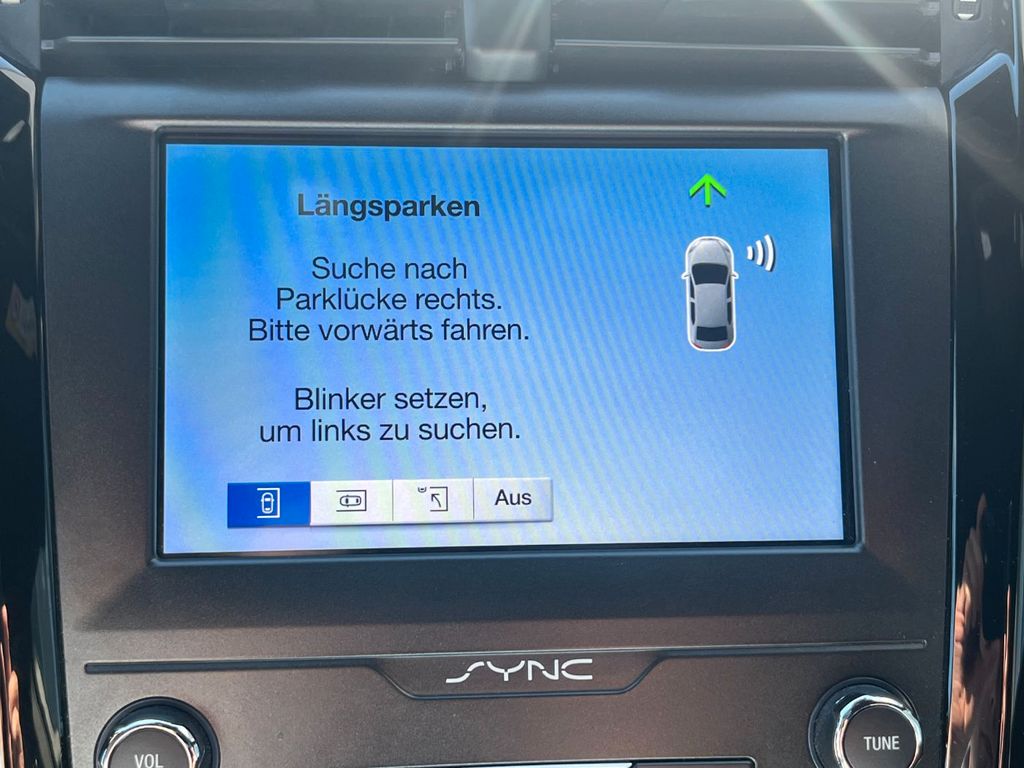 Längsparken
Suche nach
Parklücke rechts.
Bitte vorwärts fahren.
Blinker setzen,
um links zu suchen.
Aus
SYNC
VOL
TUNE